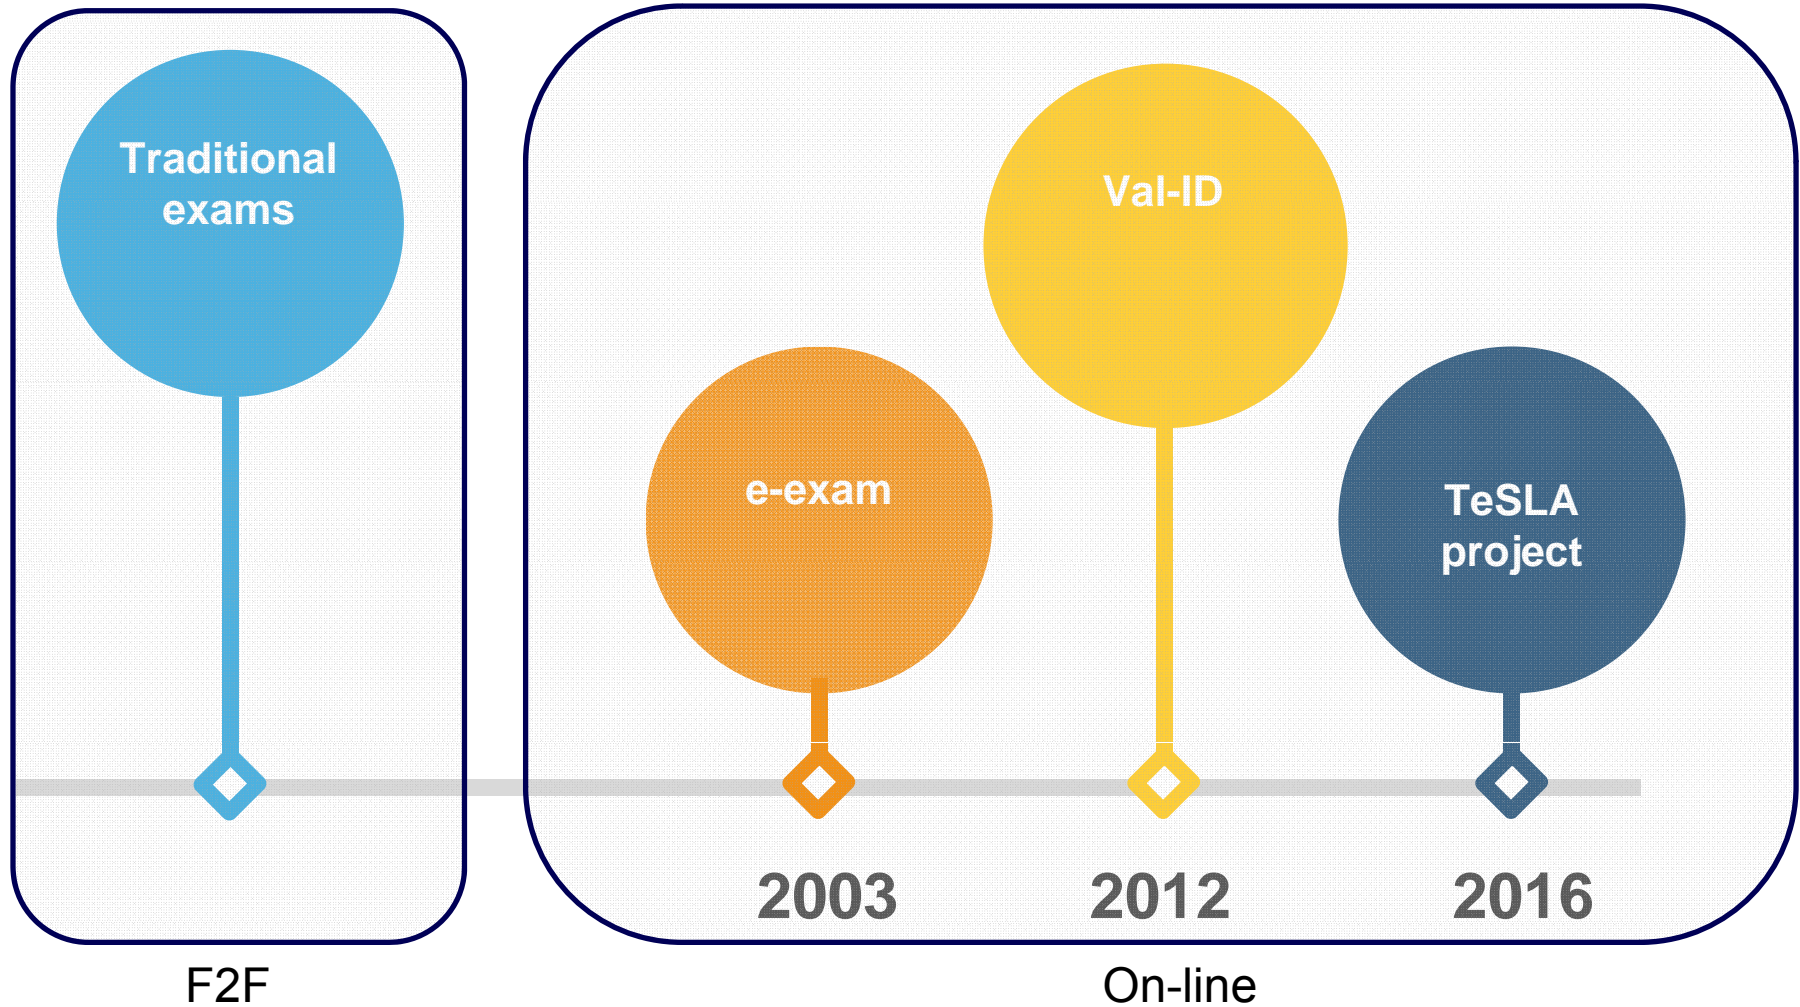 Traditional
exams
Val-ID
e-exam
TeSLA
project
2003
2012
2016
F2F
On-line